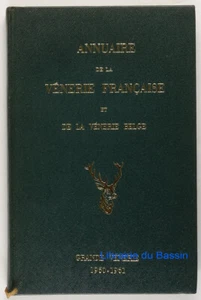 ANNUAIRE
DE LA
VÉNERIE FRANÇAISE
ET
DE LA VÉNERIE BELGE
GRANDE VÉNERIE
Librairie du Bassin
1960-1961